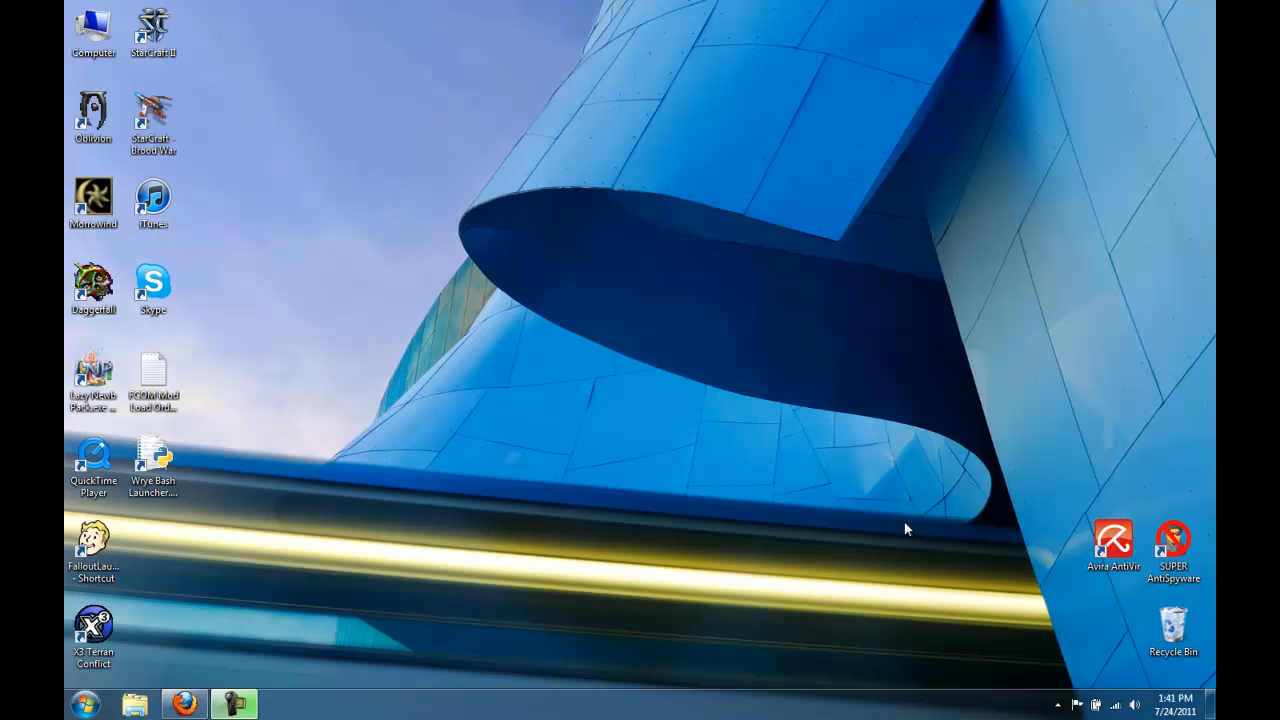 Computer
StarCraft II
Oblivion
StarCraft -
Brood War
Morrowind
iTunes
Daggerfall
Skype
Lazy Newb
Pack.exe ...
FCOM Mod
Load Ord...
QuickTime
Player
Wrye Bash
Launcher....
FalloutLau...
- Shortcut
X3 Terran
Conflict
Avira AntiVir
SUPER
AntiSpyware
Recycle Bin
1:41 PM
7/24/2011